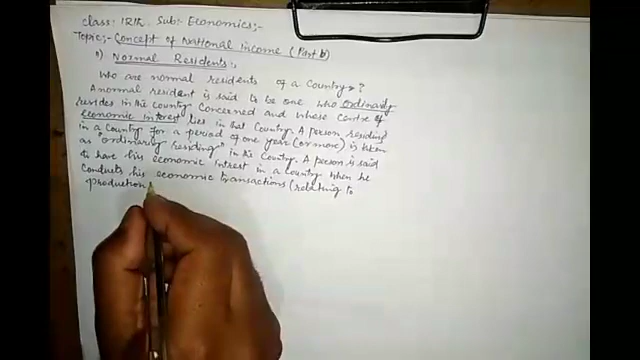 class: IRIK. Sub:- Economics;-
Topic:- Concept of National income (Part b)
1) Normal Residents:,
Who are normal residents of a Country?
A normal resident is said to be one who ordinarily
resides in the country Concerned and whose centre of
economic interest lies in that Country. A person residing
in a Country for a period of one year (or more) is taken
as "ordinarily residing" in the Country. A person is said
to have his economic interest in a country when he
Conducts his economic transactions (relating to
production